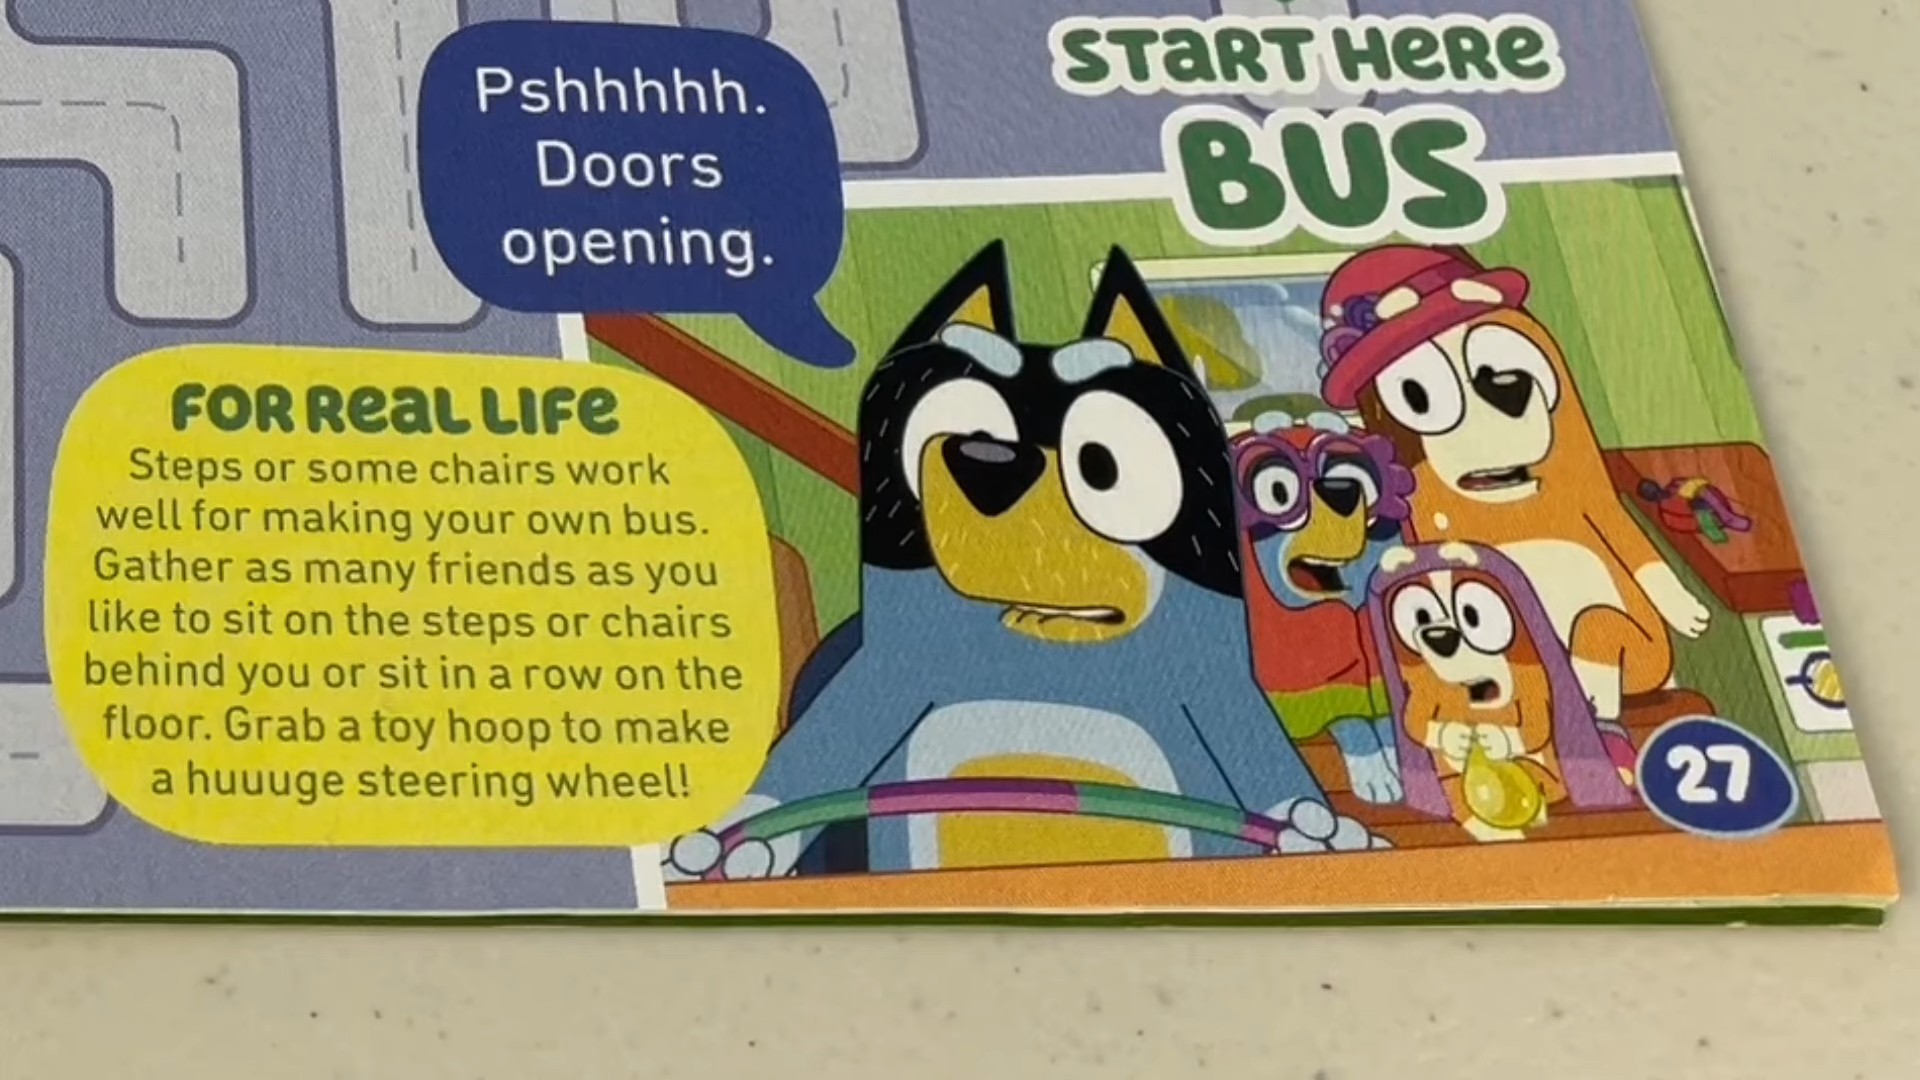 START HERE
BUS
Pshhhhh.
Doors
opening.
FOR REAL LIFE
Steps or some chairs work
well for making your own bus.
Gather as many friends as you
like to sit on the steps or chairs
behind you or sit in a row on the
floor. Grab a toy hoop to make
a huuuge steering wheel!
27